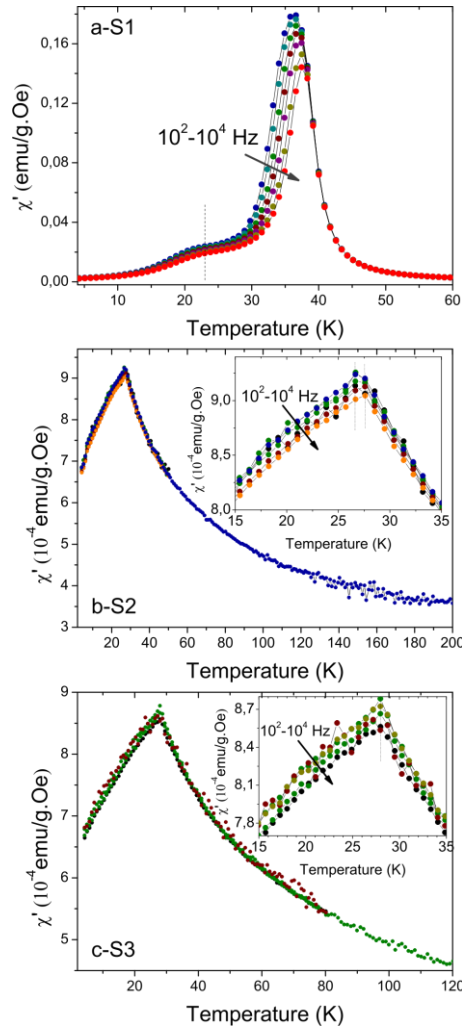 a-S1
0,16
0,12
0,08
0,04
0,00
χ' (emu/g.Oe)
10²-10⁴ Hz
10 20 30 40 50 60
Temperature (K)
9
8
7
6
5
4
3
χ' (10⁻⁴emu/g.Oe)
b-S2
20 40 60 80 100 120 140 160 180 200
Temperature (K)
9,0
8,5
8,0
χ' (10⁻⁴ emu/g.Oe)
10²-10⁴ Hz
15 20 25 30 35
Temperature (K)
9
8
7
6
5
χ' (10⁻⁴emu/g.Oe)
c-S3
20 40 60 80 100 120
Temperature (K)
8,7
8,4
8,1
7,8
χ' (10⁻⁴emu/g.Oe)
10²-10⁴ Hz
15 20 25 30 35
Temperature (K)